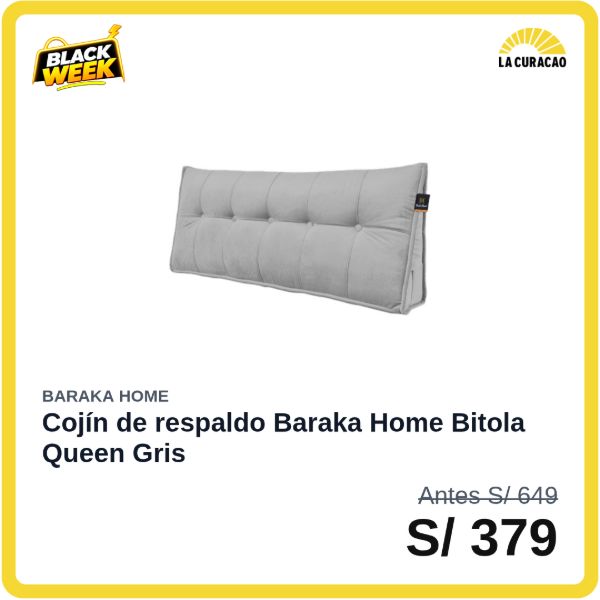 BLACK
WEEK
LA CURACAO
BARAKA HOME
Cojín de respaldo Baraka Home Bitola
Queen Gris
Antes S/ 649
S/ 379